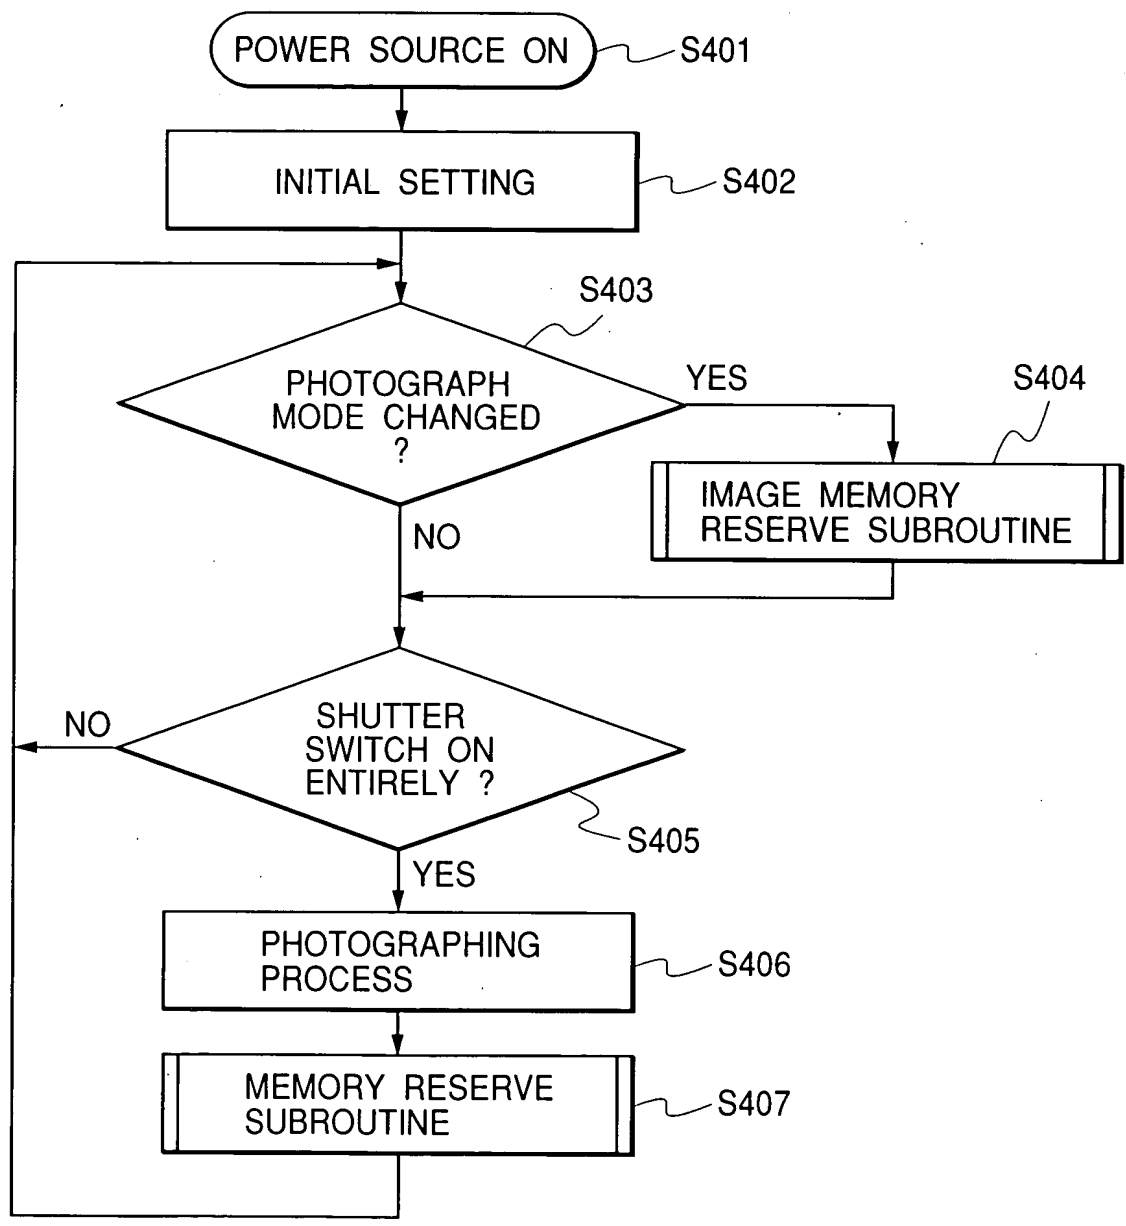 POWER SOURCE ON
S401
INITIAL SETTING
S402
S403
PHOTOGRAPH
MODE CHANGED
?
YES
S404
IMAGE MEMORY
RESERVE SUBROUTINE
NO
SHUTTER
SWITCH ON
ENTIRELY ?
NO
S405
YES
PHOTOGRAPHING
PROCESS
S406
MEMORY RESERVE
SUBROUTINE
S407